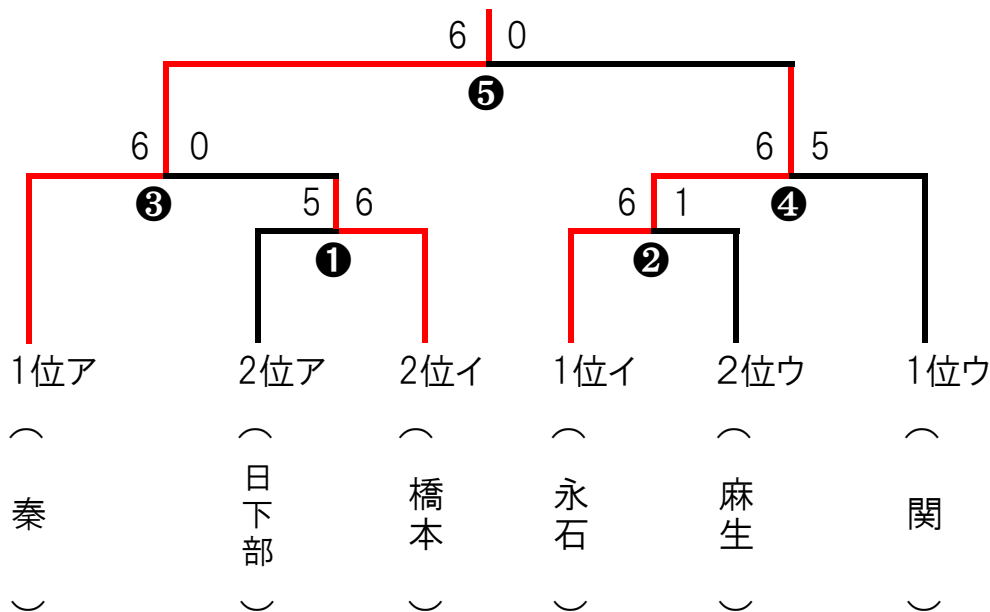 6 0
❺
6 0
6 5
❸
5 6
6 1
❹
❶
❷
1位ア
2位ア
2位イ
1位イ
2位ウ
1位ウ
（秦）
（日下部）
（橋本）
（永石）
（麻生）
（関）